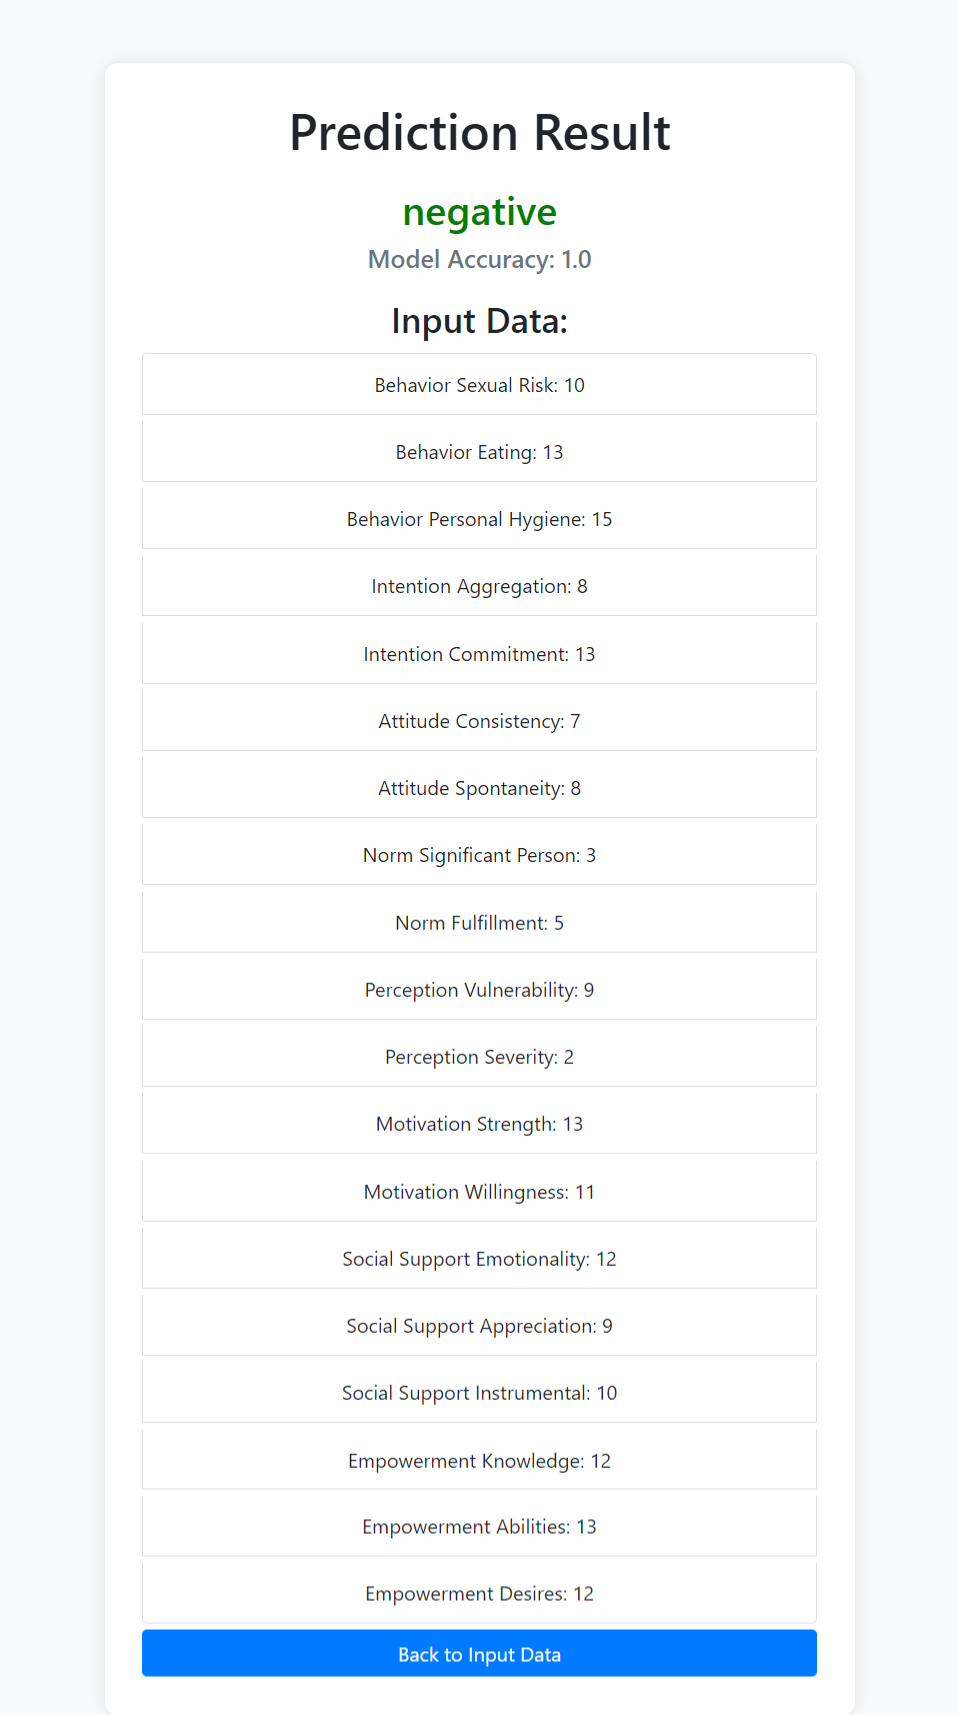 Prediction Result
negative
Model Accuracy: 1.0
Input Data:
Behavior Sexual Risk: 10
Behavior Eating: 13
Behavior Personal Hygiene: 15
Intention Aggregation: 8
Intention Commitment: 13
Attitude Consistency: 7
Attitude Spontaneity: 8
Norm Significant Person: 3
Norm Fulfillment: 5
Perception Vulnerability: 9
Perception Severity: 2
Motivation Strength: 13
Motivation Willingness: 11
Social Support Emotionality: 12
Social Support Appreciation: 9
Social Support Instrumental: 10
Empowerment Knowledge: 12
Empowerment Abilities: 13
Empowerment Desires: 12
Back to Input Data